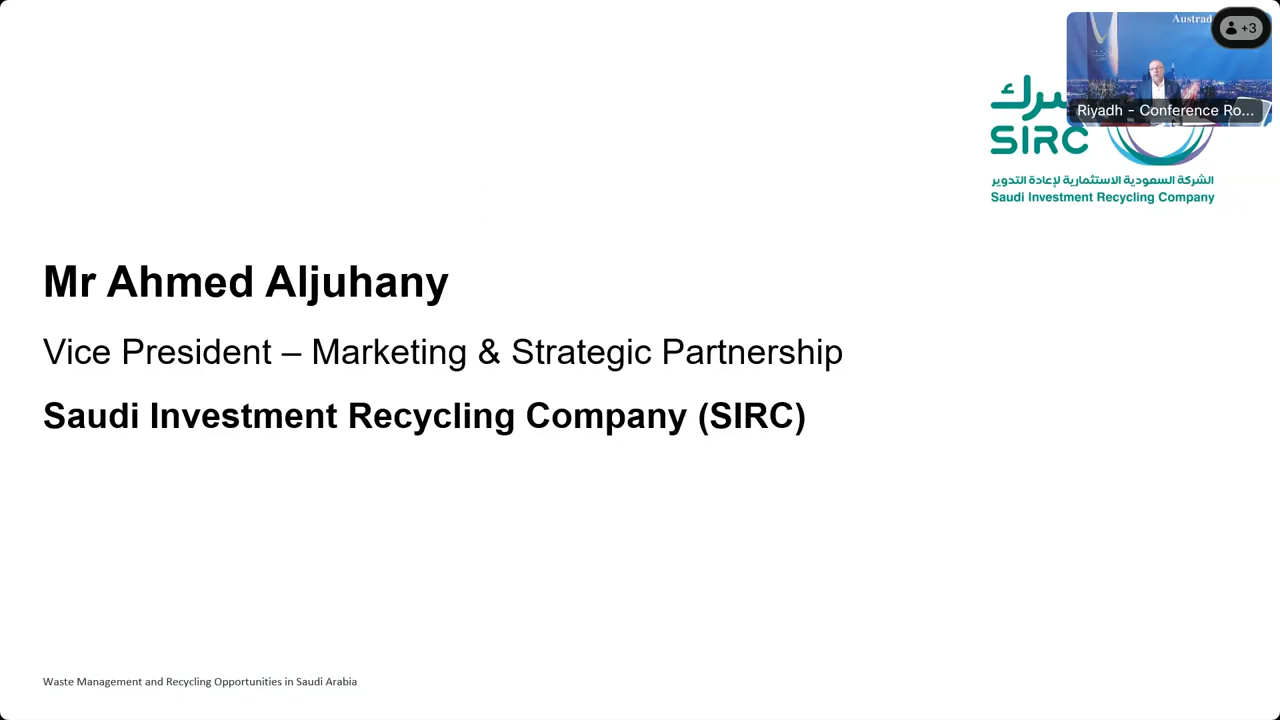 Austrad
+3
Riyadh - Conference Ro...
سرك
SIRC
الشركة السعودية الاستثمارية لإعادة التدوير
Saudi Investment Recycling Company
Mr Ahmed Aljuhany
Vice President – Marketing & Strategic Partnership
Saudi Investment Recycling Company (SIRC)
Waste Management and Recycling Opportunities in Saudi Arabia